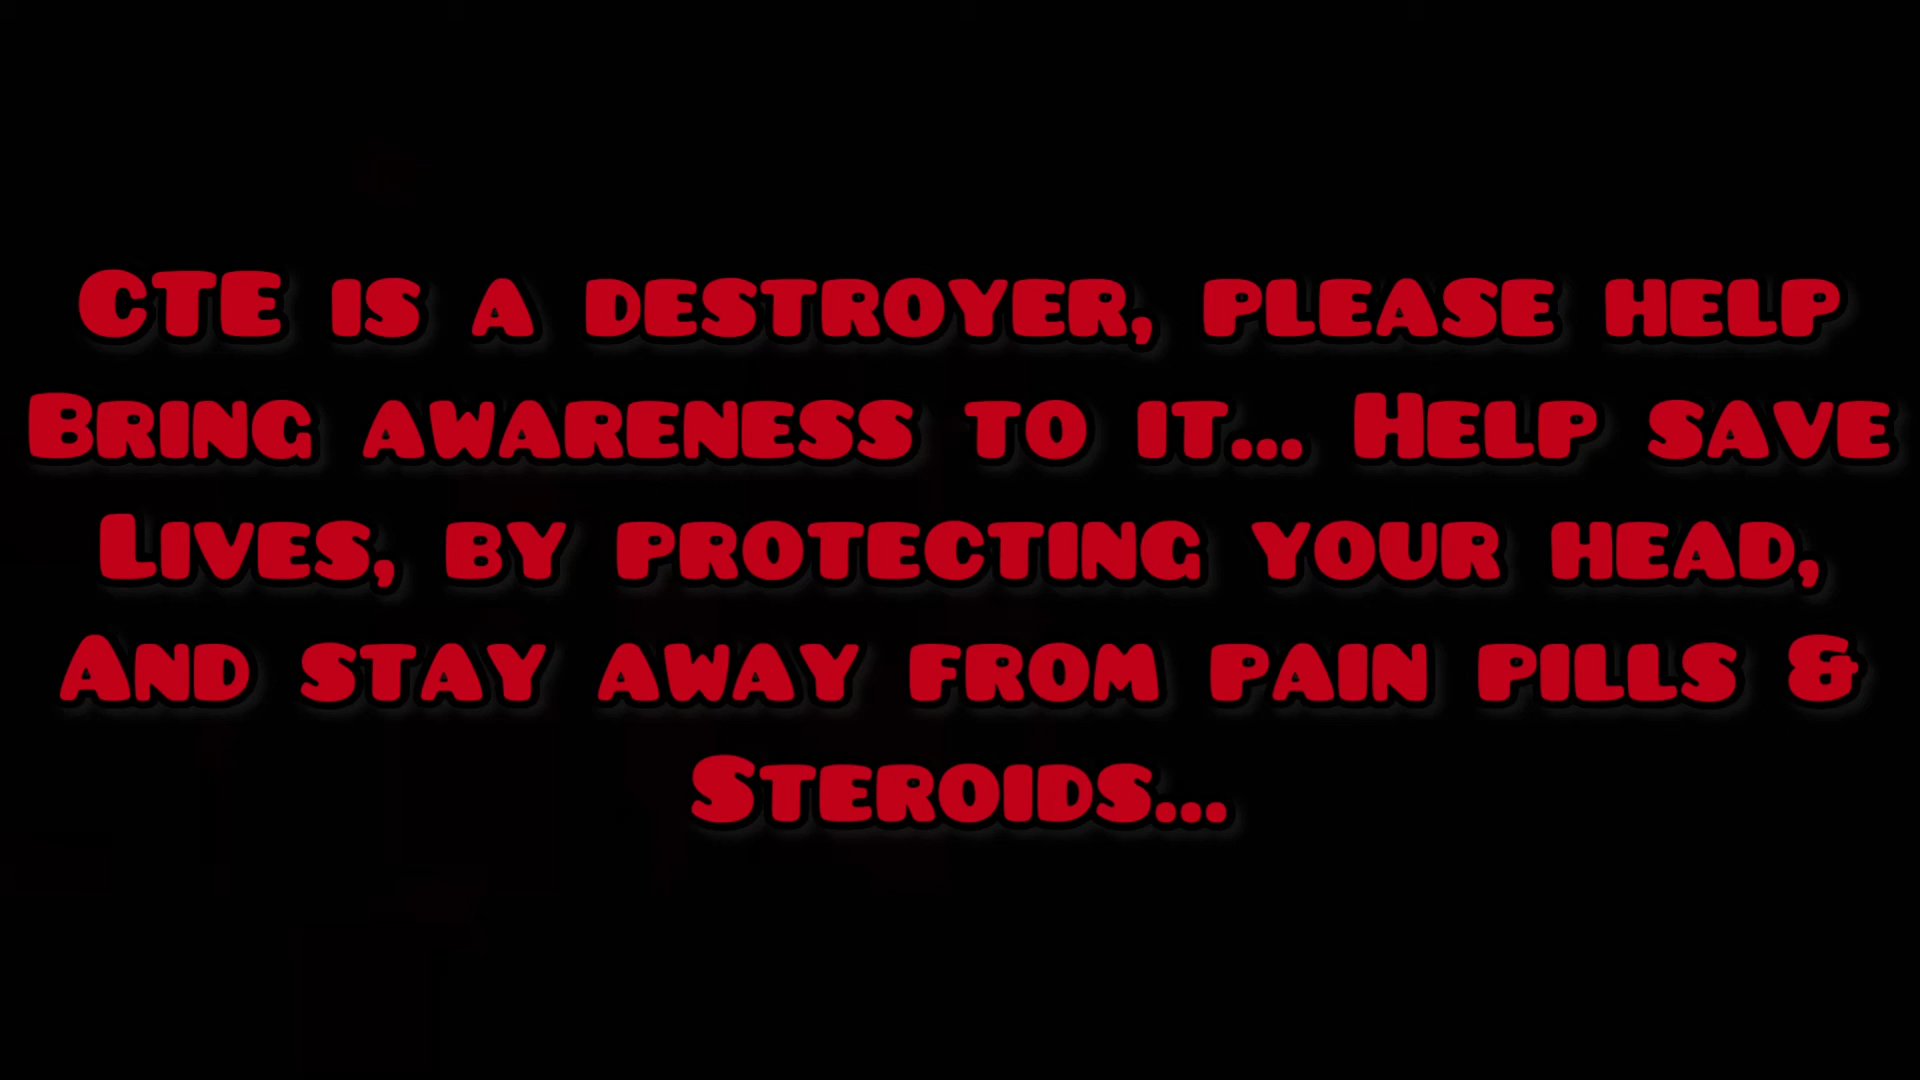 CTE is a destroyer, please help
Bring awareness to it... Help save
Lives, by protecting your head,
And stay away from pain pills &
Steroids...